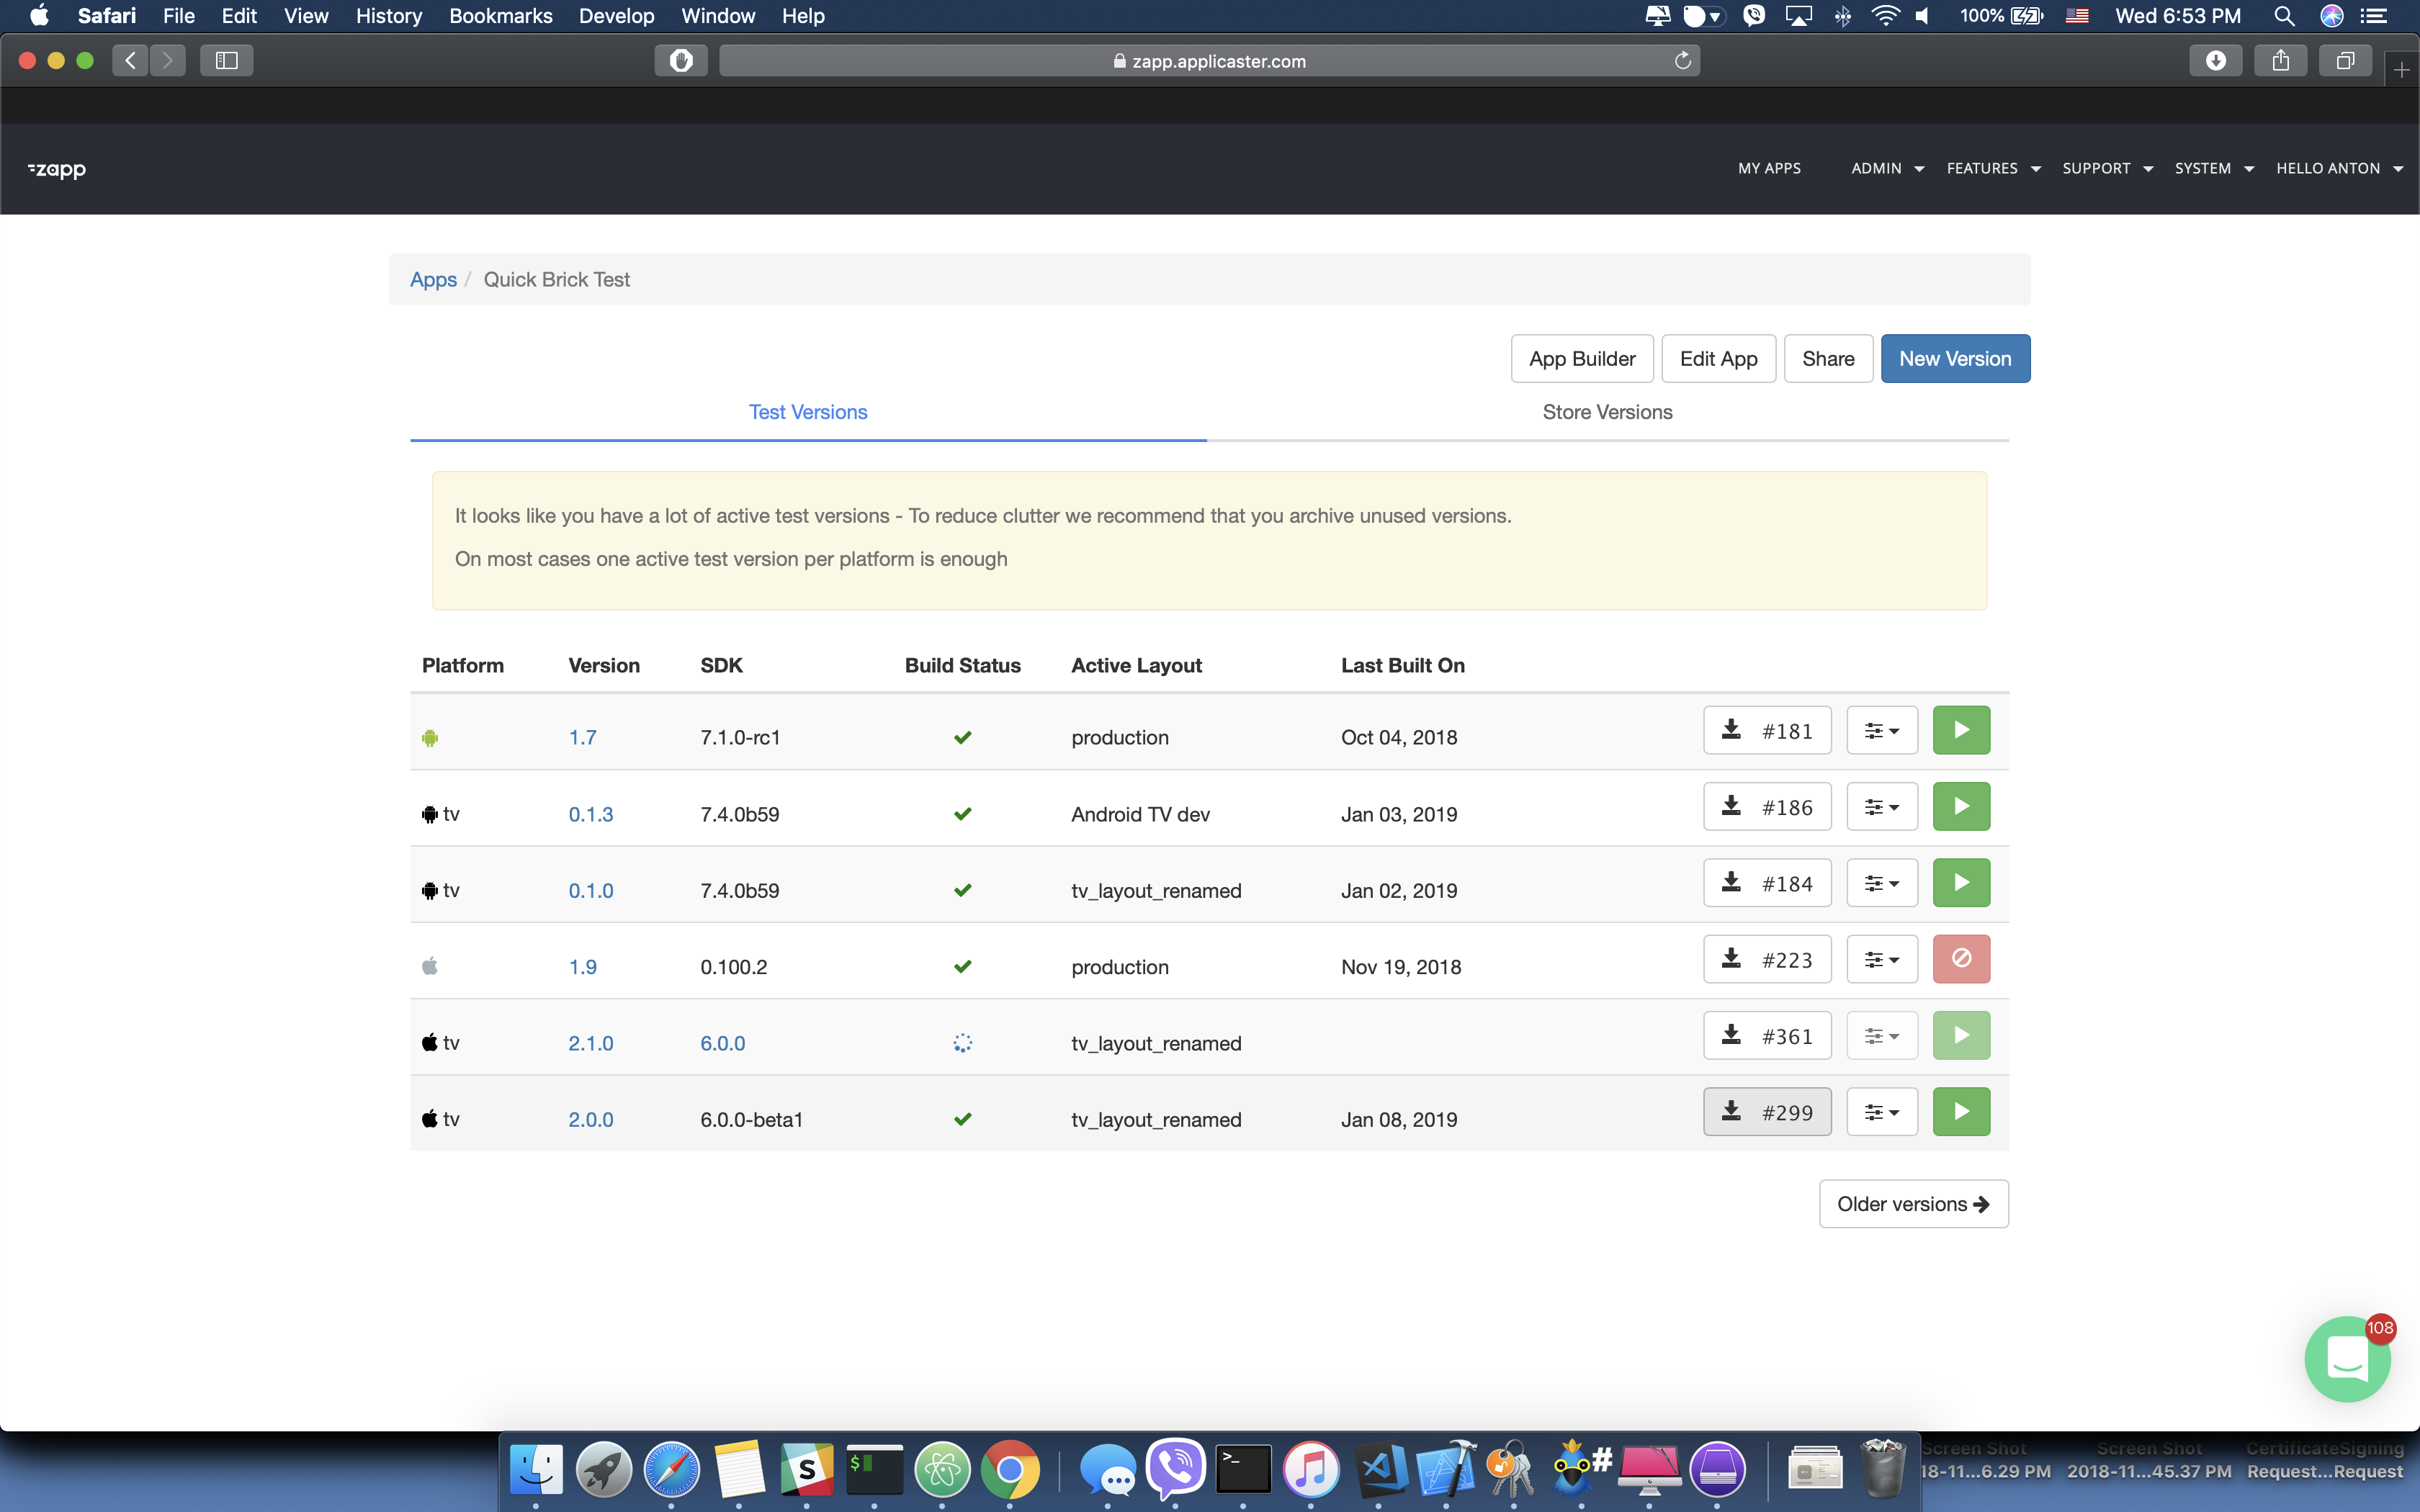 Safari File Edit View History Bookmarks Develop Window Help 100% Wed 6:53 PM
zapp.applicaster.com
zapp MY APPS ADMIN FEATURES SUPPORT SYSTEM HELLO ANTON
Apps / Quick Brick Test
App Builder Edit App Share New Version
Test Versions Store Versions
It looks like you have a lot of active test versions - To reduce clutter we recommend that you archive unused versions.
On most cases one active test version per platform is enough
Platform Version SDK Build Status Active Layout Last Built On
1.7 7.1.0-rc1 production Oct 04, 2018 #181
tv 0.1.3 7.4.0b59 Android TV dev Jan 03, 2019 #186
tv 0.1.0 7.4.0b59 tv_layout_renamed Jan 02, 2019 #184
1.9 0.100.2 production Nov 19, 2018 #223
tv 2.1.0 6.0.0 tv_layout_renamed #361
tv 2.0.0 6.0.0-beta1 tv_layout_renamed Jan 08, 2019 #299
Older versions
108
Screen Shot Screen Shot CertificateSigning
18-11...6.29 PM 2018-11...45.37 PM Request...Request